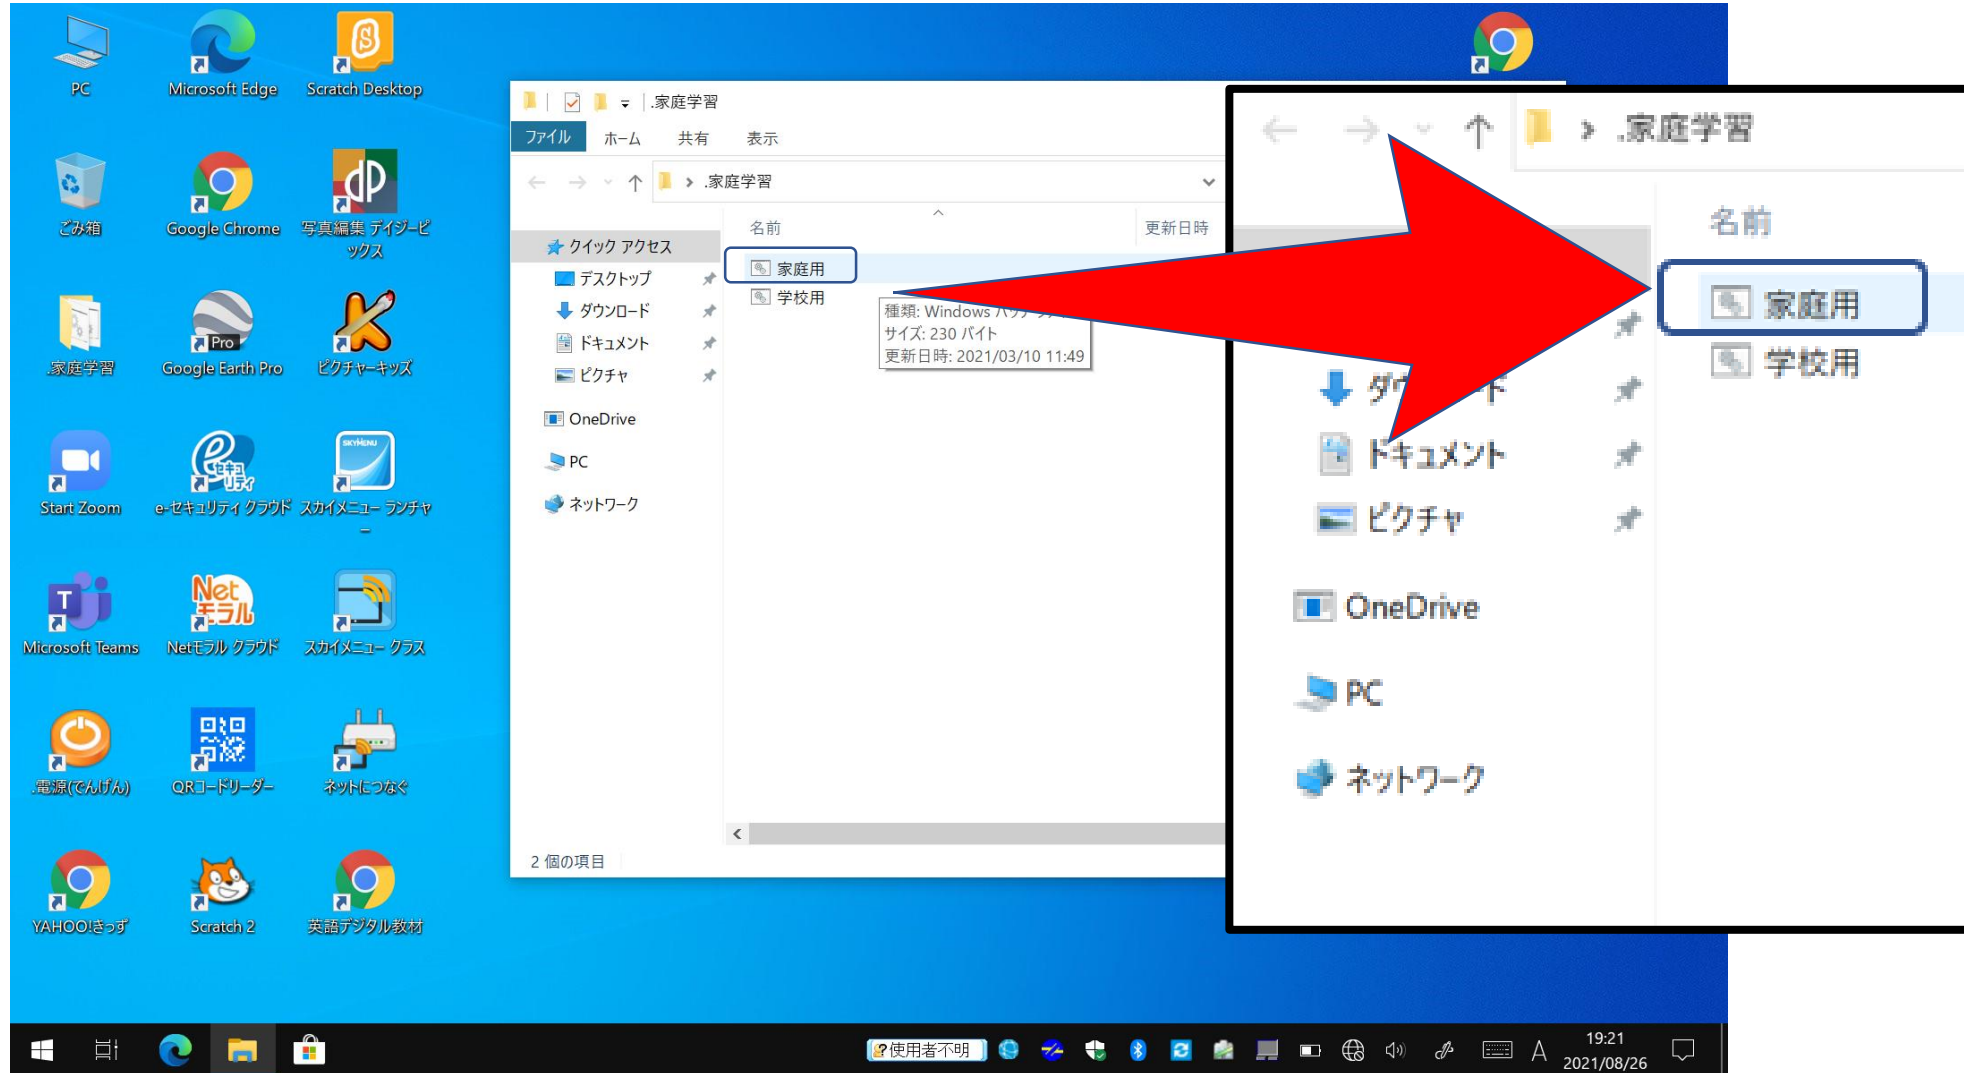 PC
Microsoft Edge
Scratch Desktop
ごみ箱
Google Chrome
写真編集 デイジーピ
ックス
.家庭学習
Pro
Google Earth Pro
ピクチャーキッズ
Start Zoom
e-セキュリティ クラウド
SKYMENU
スカイメニュー ランチャ
ー
Microsoft Teams
Net
モラル
Netモラル クラウド
スカイメニュー クラス
.電源(でんげん)
QRコードリーダー
ネットにつなぐ
YAHOO!きっず
Scratch 2
英語デジタル教材
.家庭学習
ファイル
ホーム
共有
表示
.家庭学習
名前
更新日時
クイック アクセス
デスクトップ
ダウンロード
ドキュメント
ピクチャ
OneDrive
PC
ネットワーク
家庭用
学校用
種類: Windows
サイズ: 230 バイト
更新日時: 2021/03/10 11:49
2 個の項目
.家庭学習
名前
家庭用
学校用
ドキュメント
ピクチャ
OneDrive
PC
ネットワーク
使用者不明
A
19:21
2021/08/26